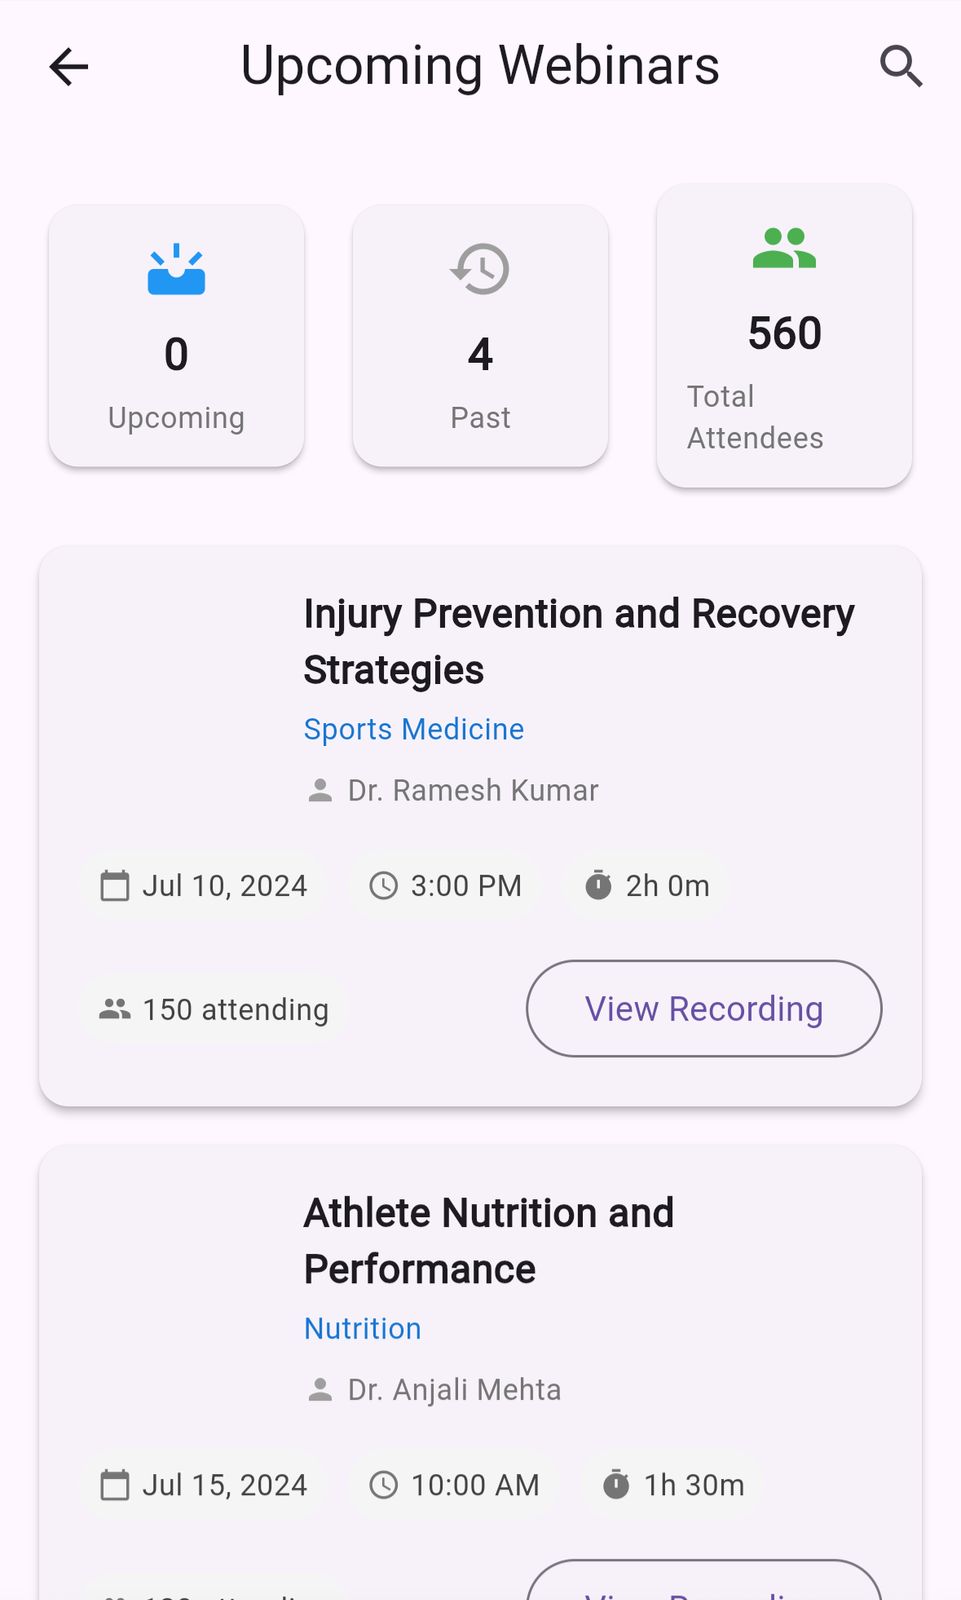 Upcoming Webinars
0
Upcoming
4
Past
560
Total
Attendees
Injury Prevention and Recovery
Strategies
Sports Medicine
Dr. Ramesh Kumar
Jul 10, 2024
3:00 PM
2h 0m
150 attending
View Recording
Athlete Nutrition and
Performance
Nutrition
Dr. Anjali Mehta
Jul 15, 2024
10:00 AM
1h 30m
View Recording